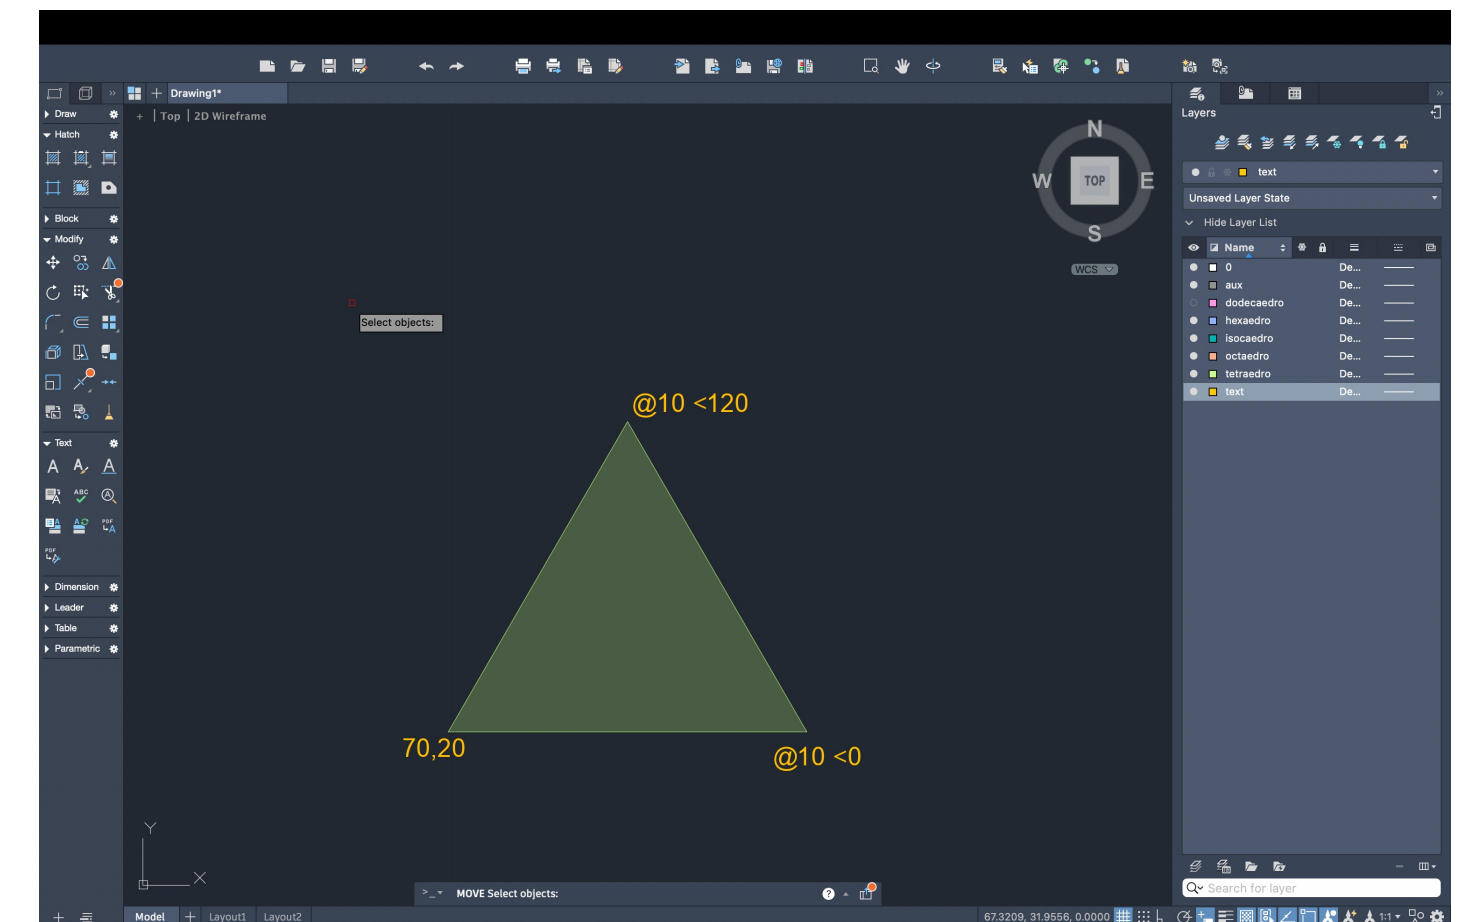 Drawing1*
Draw
+ | Top | 2D Wireframe
Hatch
Block
Modify
Text
A A A
ABC
PDF
PDF
Dimension
Leader
Table
Parametric
N
W TOP E
S
WCS
Select objects:
@10 <120
70,20
@10 <0
Y
X
>_ MOVE Select objects:
Model + Layout1 Layout2
67.3209, 31.9556, 0.0000
1:1
Layers
text
Unsaved Layer State
Hide Layer List
Name
0 De...
aux
dodecaedro De...
hexaedro De...
isocaedro De...
octaedro De...
tetraedro De...
text De...
Search for layer